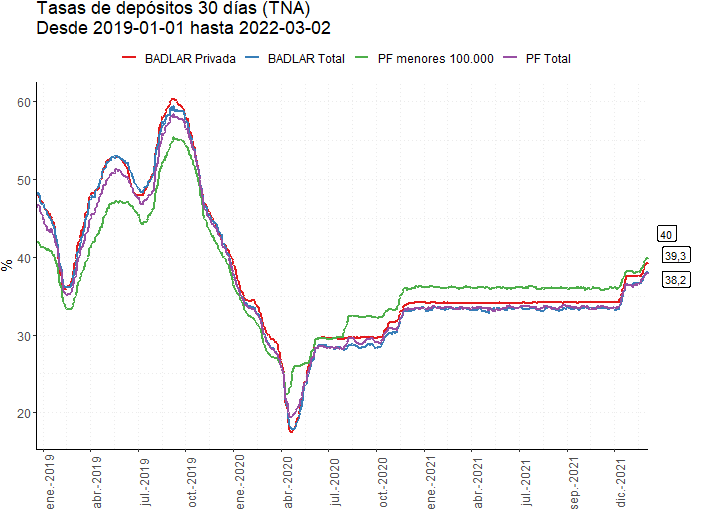 Tasas de depósitos 30 días (TNA)
Desde 2019-01-01 hasta 2022-03-02
BADLAR Privada BADLAR Total PF menores 100.000 PF Total
60
50
40
30
20
%
40
39,3
38,2
ene.-2019
abr.-2019
jul.-2019
oct.-2019
ene.-2020
abr.-2020
jul.-2020
oct.-2020
ene.-2021
abr.-2021
jul.-2021
sep.-2021
dic.-2021